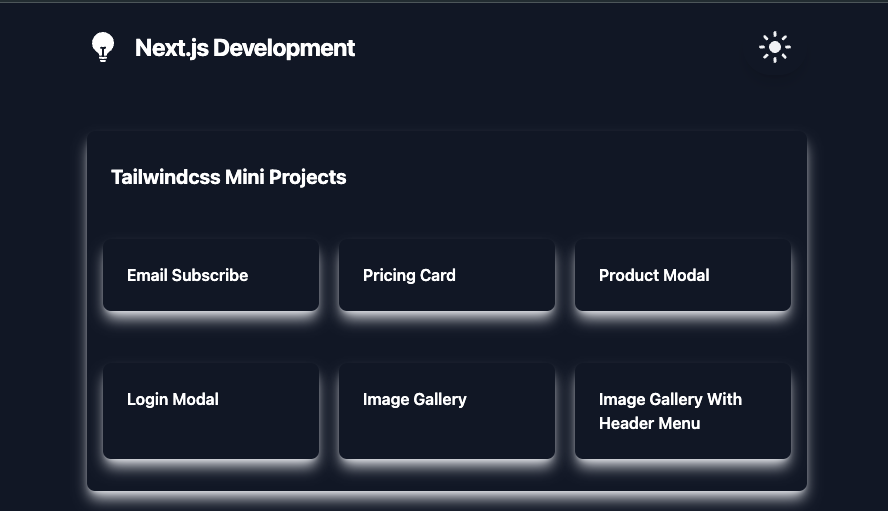 Next.js Development
Tailwindcss Mini Projects
Email Subscribe
Pricing Card
Product Modal
Login Modal
Image Gallery
Image Gallery With
Header Menu